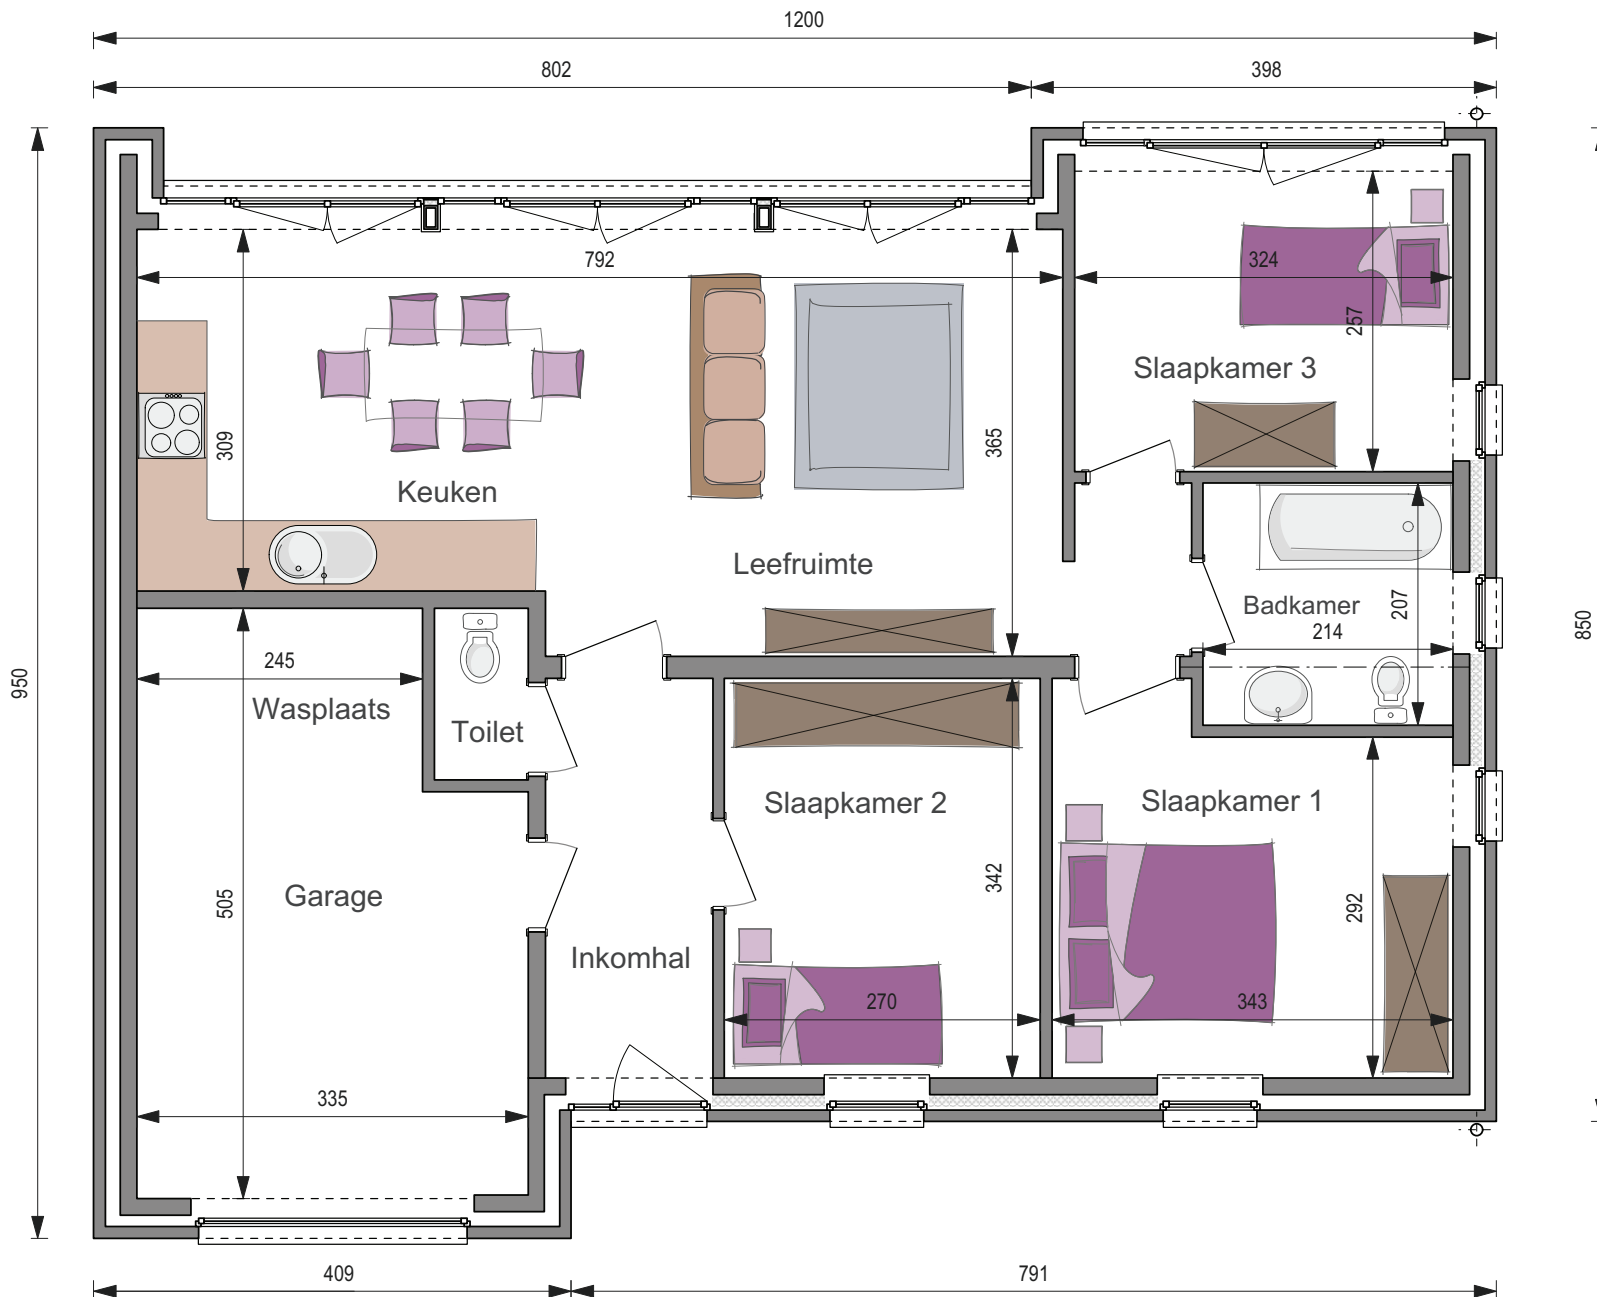 1200
802
398
792
324
257
Slaapkamer 3
309
365
Keuken
Leefruimte
Badkamer
207
214
850
950
245
Wasplaats
Toilet
Slaapkamer 2
Slaapkamer 1
342
292
505
Garage
Inkomhal
270
343
335
409
791